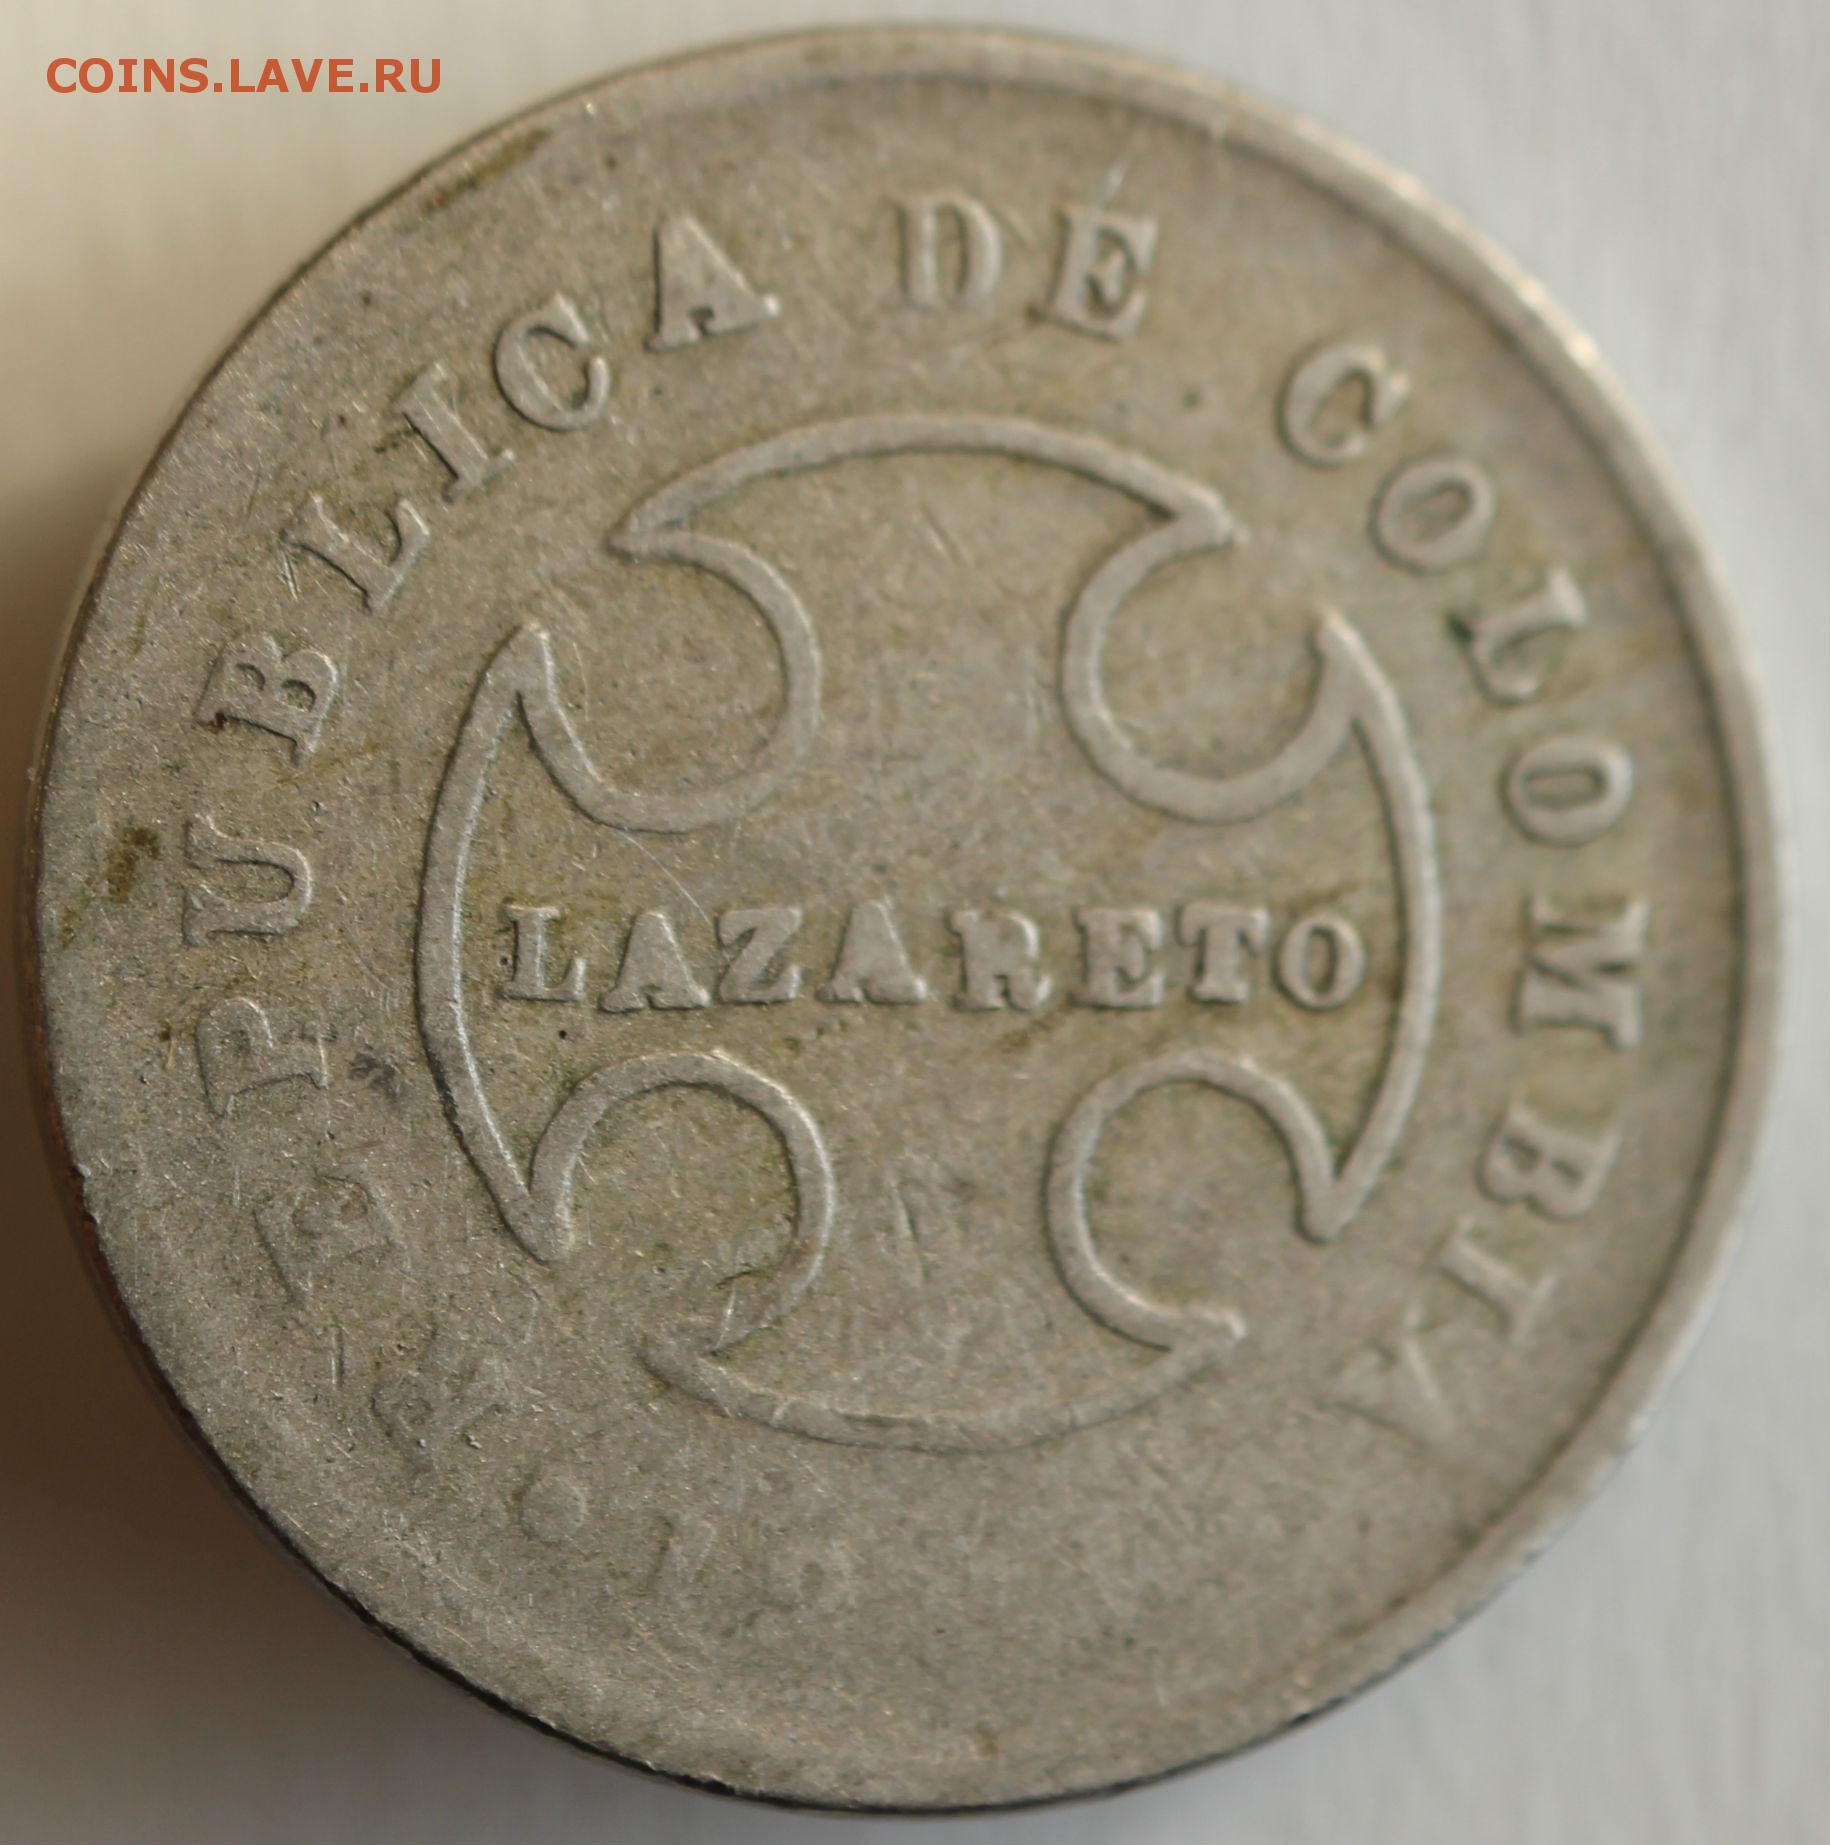 COINS.LAVE.RU
REPUBLICA DE COLOMBIA
LAZARETO